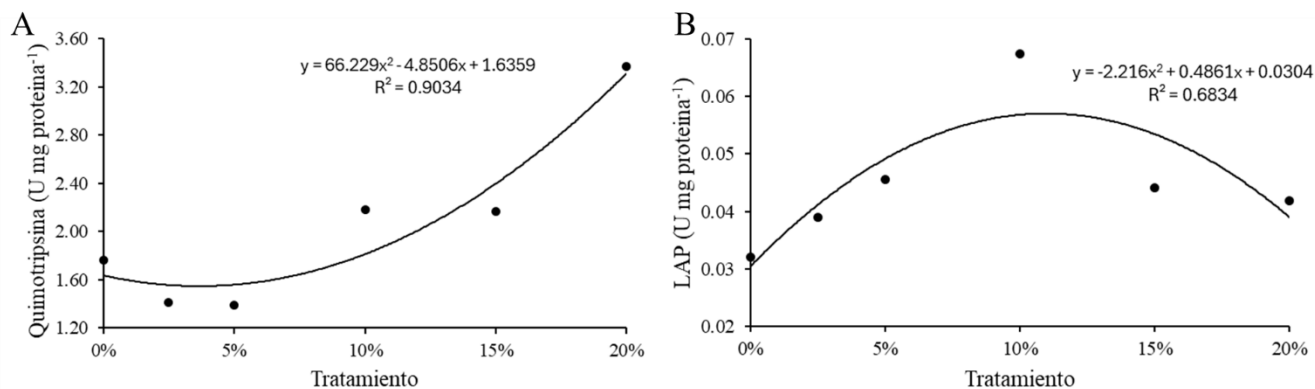 A
Quimotripsina (U mg proteina⁻¹)
3.60
3.20
2.80
2.40
2.00
1.60
1.20
y = 66.229x² - 4.8506x + 1.6359
R² = 0.9034
0% 5% 10% 15% 20%
Tratamiento
B
LAP (U mg proteina⁻¹)
0.07
0.06
0.05
0.04
0.03
0.02
y = -2.216x² + 0.4861x + 0.0304
R² = 0.6834
0% 5% 10% 15% 20%
Tratamiento